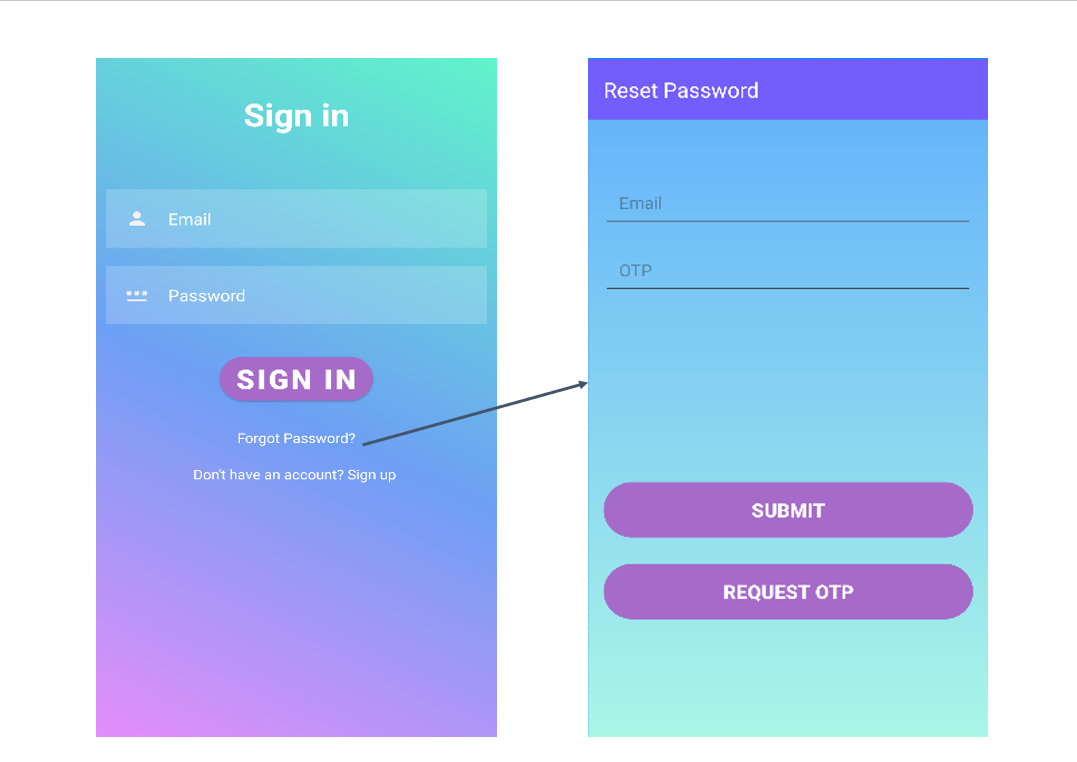 Sign in
Email
Password
SIGN IN
Forgot Password?
Don't have an account? Sign up
Reset Password
Email
OTP
SUBMIT
REQUEST OTP